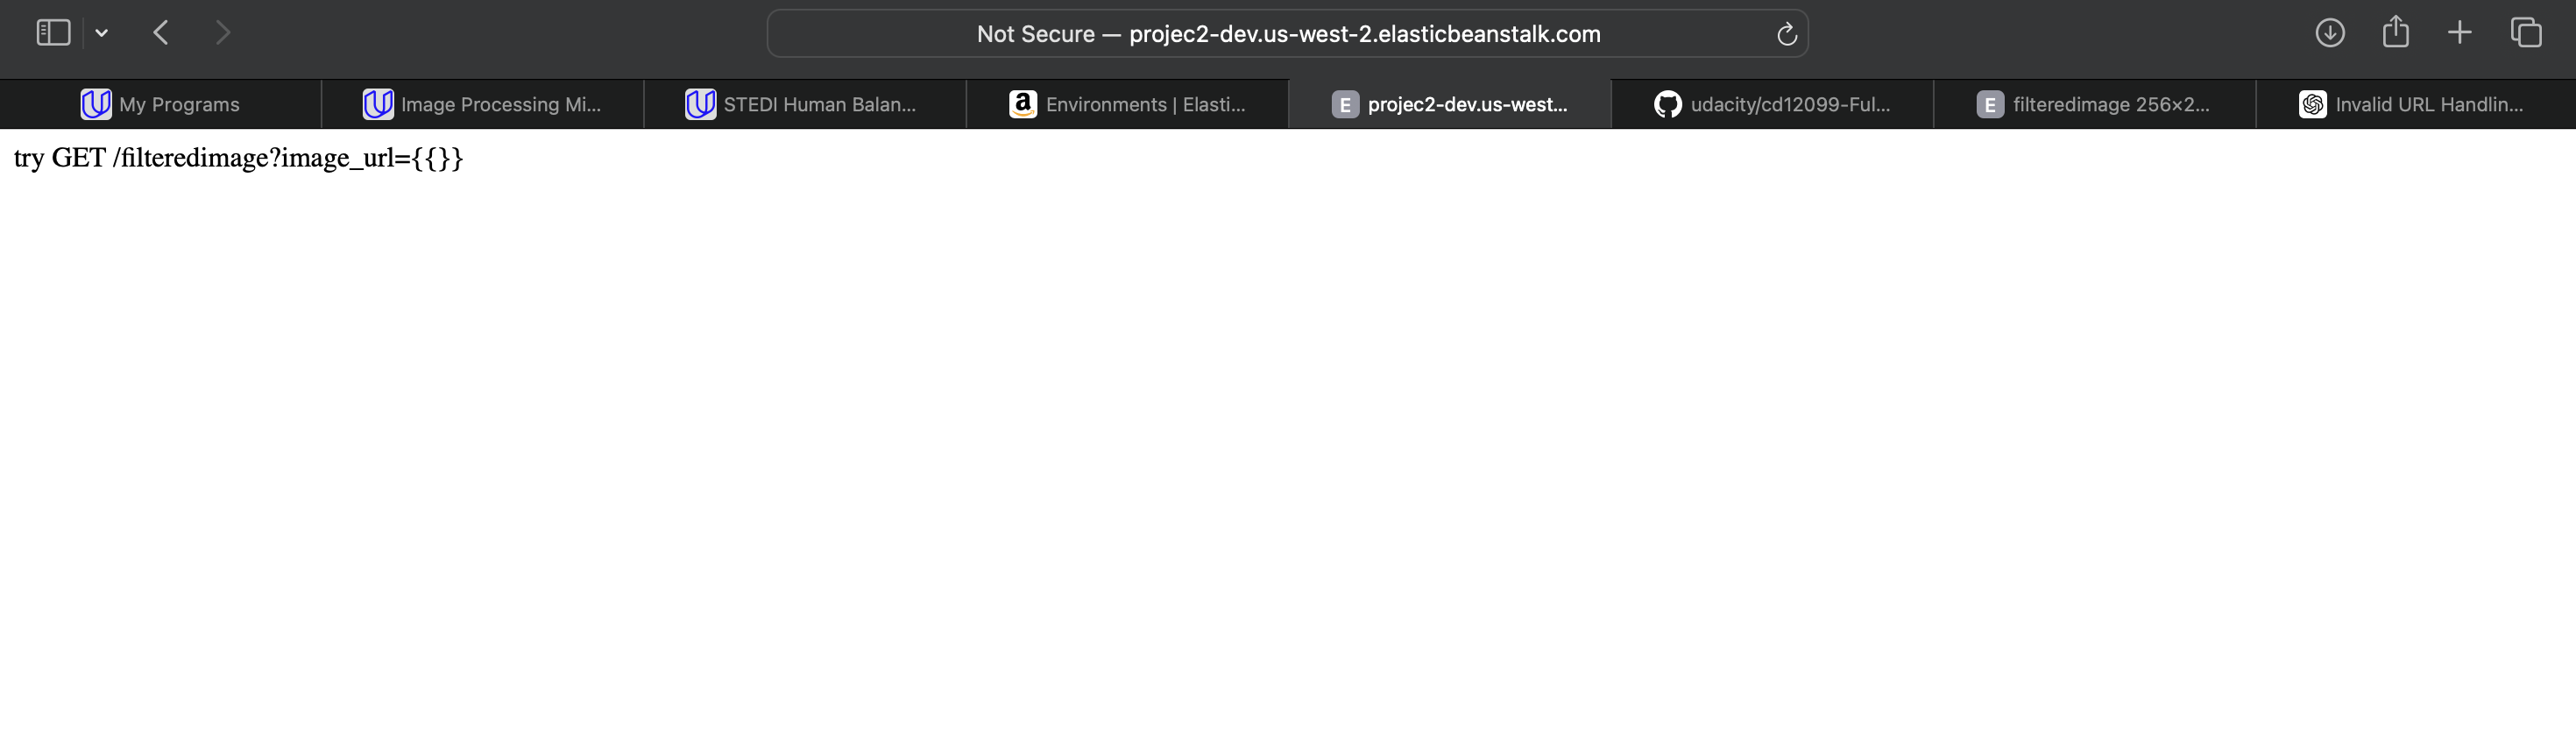 Not Secure — projec2-dev.us-west-2.elasticbeanstalk.com
My Programs
Image Processing Mi...
STEDI Human Balan...
a
Environments | Elasti...
E
projec2-dev.us-west...
udacity/cd12099-Ful...
E
filteredimage 256×2...
Invalid URL Handlin...
try GET /filteredimage?image_url={{}}